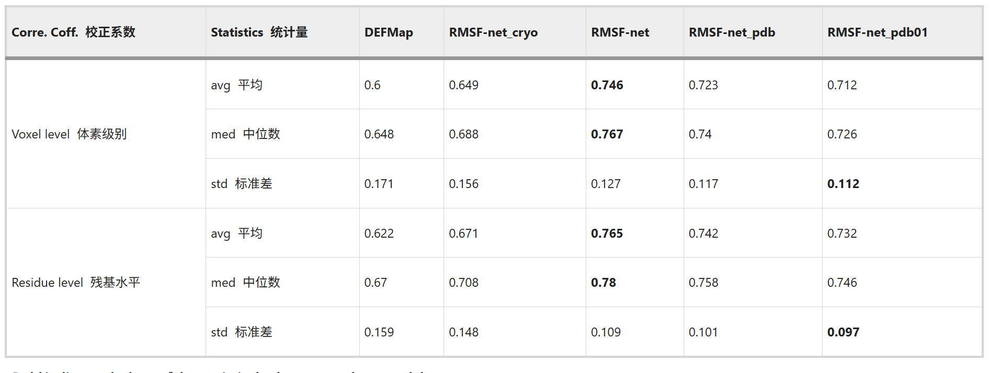 Corre. Coff. 校正系数 Statistics 统计量 DEFMap RMSF-net_cryo RMSF-net RMSF-net_pdb RMSF-net_pdb01
avg 平均 0.6 0.649 0.746 0.723 0.712
Voxel level 体素级别 med 中位数 0.648 0.688 0.767 0.74 0.726
std 标准差 0.171 0.156 0.127 0.117 0.112
avg 平均 0.622 0.671 0.765 0.742 0.732
Residue level 残基水平 med 中位数 0.67 0.708 0.78 0.758 0.746
std 标准差 0.159 0.148 0.109 0.101 0.097